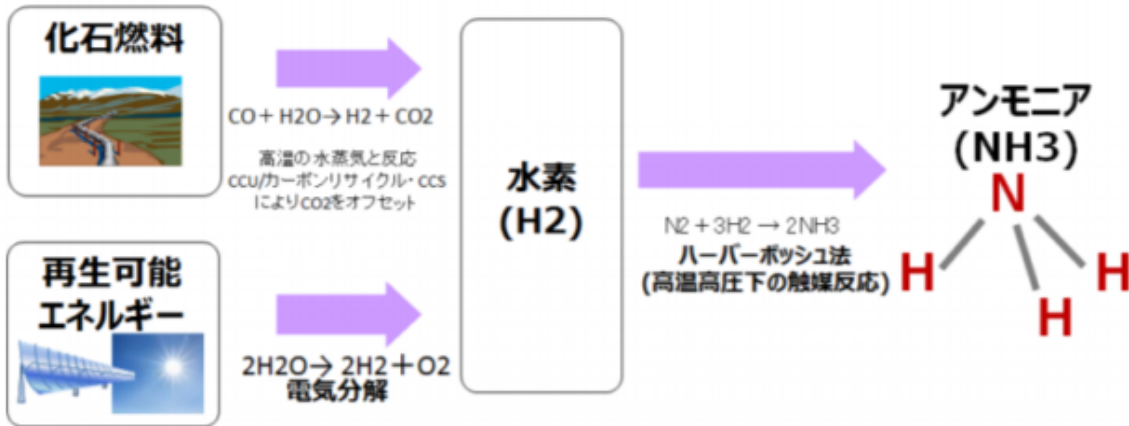 化石燃料
CO+H2O→H2+CO2
高温の水蒸気と反応
CCU/カーボンリサイクル・CCS
によりCO2をオフセット
再生可能
エネルギー
2H2O→ 2H2+O2
電気分解
水素
(H2)
N2+3H2 → 2NH3
ハーバーボッシュ法
(高温高圧下の触媒反応)
アンモニア
(NH3)
N
H
H
H